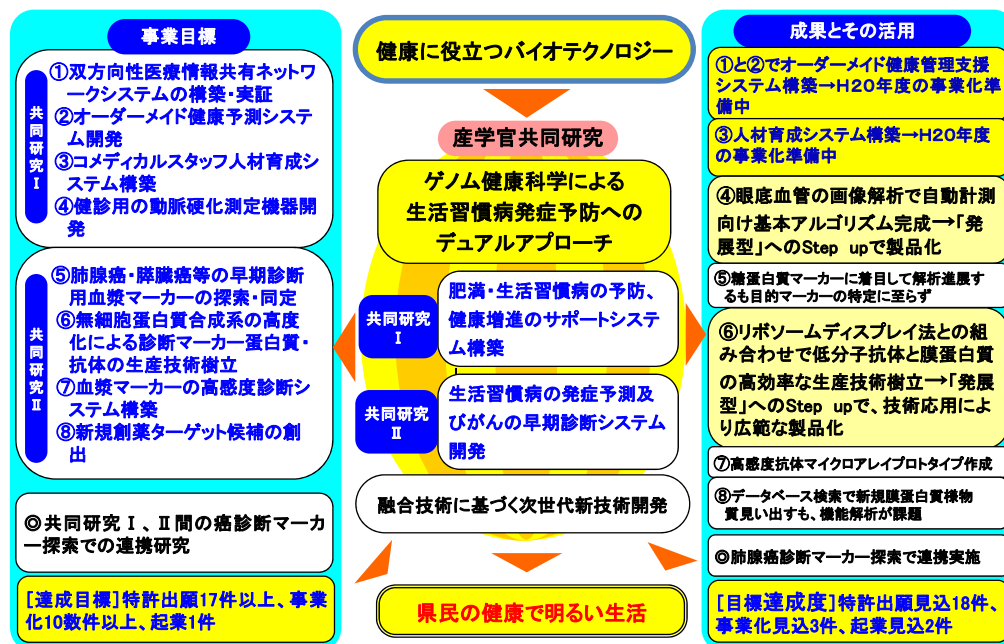 事業目標
共同研究Ⅰ
①双方向性医療情報共有ネットワ
ークシステムの構築・実証
②オーダーメイド健康予測システ
ム開発
③コメディカルスタッフ人材育成シ
ステム構築
④健診用の動脈硬化測定機器開
発
共同研究Ⅱ
⑤肺腺癌・膵臓癌等の早期診断
用血漿マーカーの探索・同定
⑥無細胞蛋白質合成系の高度
化による診断マーカー蛋白質・
抗体の生産技術樹立
⑦血漿マーカーの高感度診断シ
ステム構築
⑧新規創薬ターゲット候補の創
出
◎共同研究Ⅰ、Ⅱ間の癌診断マーカ
ー探索での連携研究
[達成目標]特許出願17件以上、事業
化10数件以上、起業1件
健康に役立つバイオテクノロジー
産学官共同研究
ゲノム健康科学による
生活習慣病発症予防への
デュアルアプローチ
共同研究
Ⅰ
肥満・生活習慣病の予防、
健康増進のサポートシステ
ム構築
共同研究
Ⅱ
生活習慣病の発症予測及
びがんの早期診断システム
開発
融合技術に基づく次世代新技術開発
県民の健康で明るい生活
成果とその活用
①と②でオーダーメイド健康管理支援
システム構築→H20年度の事業化準
備中
③人材育成システム構築→H20年度
の事業化準備中
④眼底血管の画像解析で自動計測
向け基本アルゴリズム完成→「発
展型」へのStep upで製品化
⑤糖蛋白質マーカーに着目して解析進展す
るも目的マーカーの特定に至らず
⑥リボソームディスプレイ法との
組み合わせで低分子抗体と膜蛋白質
の高効率な生産技術樹立→「発展
型」へのStep upで、技術応用によ
り広範な製品化
⑦高感度抗体マイクロアレイプロトタイプ作成
⑧データベース検索で新規膜蛋白質様物
質見い出すも、機能解析が課題
◎肺腺癌診断マーカー探索で連携実施
[目標達成度]特許出願見込18件、
事業化見込3件、起業見込2件